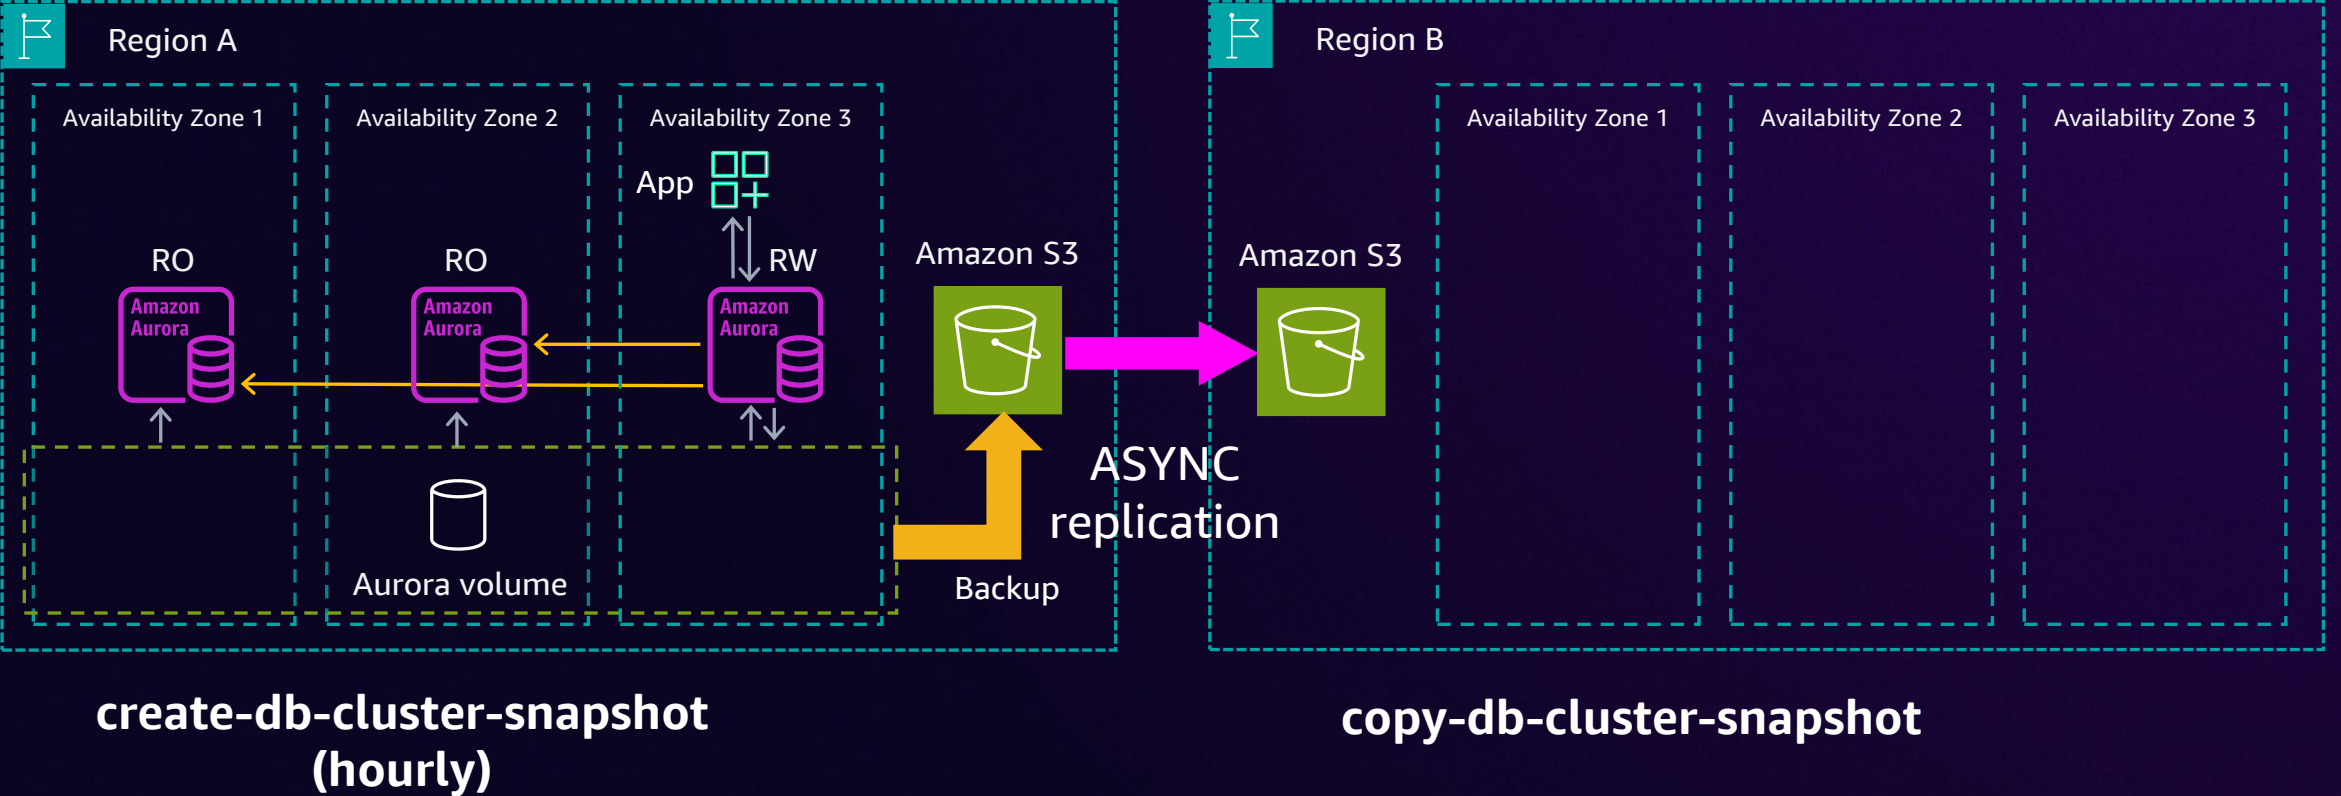 Region A
Availability Zone 1
Availability Zone 2
Availability Zone 3
App
RO
RO
RW
Amazon
Aurora
Amazon
Aurora
Amazon
Aurora
Aurora volume
Amazon S3
Backup
ASYNC
replication
Region B
Amazon S3
Availability Zone 1
Availability Zone 2
Availability Zone 3
create-db-cluster-snapshot
(hourly)
copy-db-cluster-snapshot